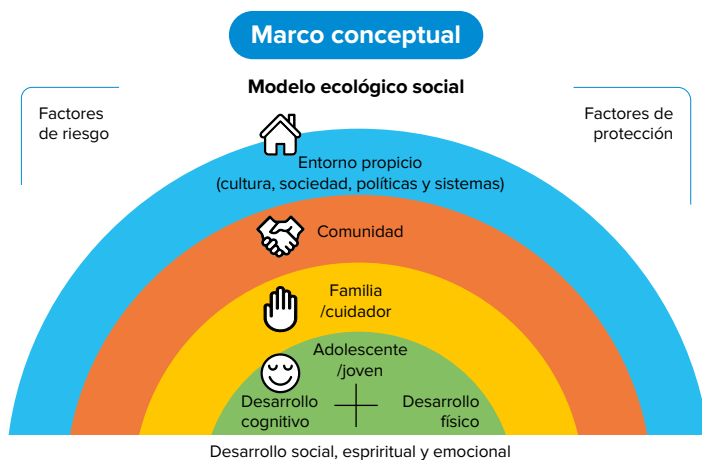 Marco conceptual
Modelo ecológico social
Factores
de riesgo
Factores de
protección
Entorno propicio
(cultura, sociedad, políticas y sistemas)
Comunidad
Familia
/cuidador
Adolescente
/joven
Desarrollo
cognitivo
Desarrollo
físico
Desarrollo social, espriritual y emocional